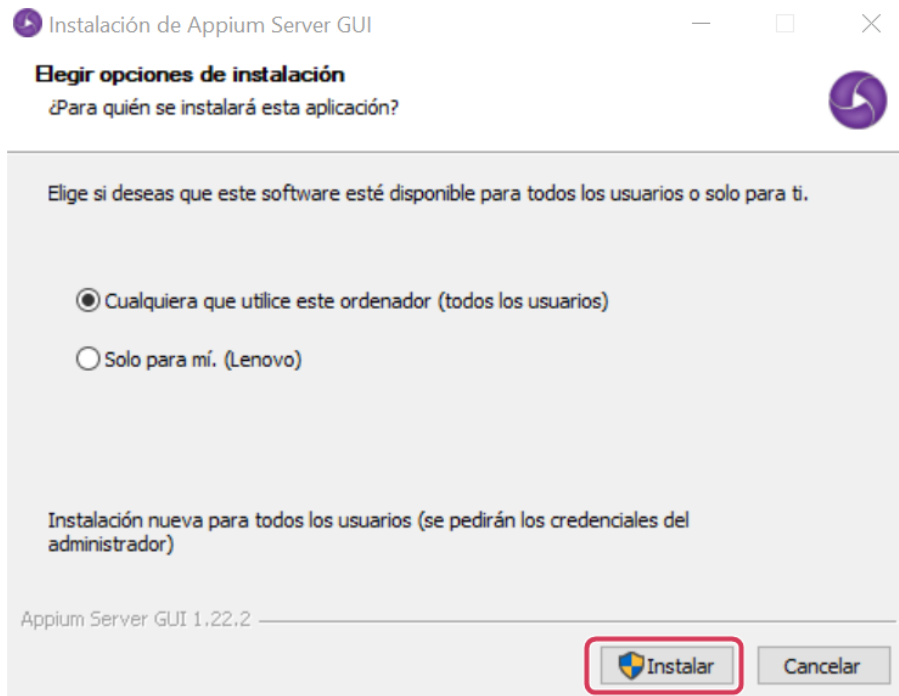 Instalación de Appium Server GUI
Elegir opciones de instalación
¿Para quién se instalará esta aplicación?
Elige si deseas que este software esté disponible para todos los usuarios o solo para ti.
Cualquiera que utilice este ordenador (todos los usuarios)
Solo para mí. (Lenovo)
Instalación nueva para todos los usuarios (se pedirán los credenciales del
administrador)
Appium Server GUI 1.22.2
Instalar
Cancelar